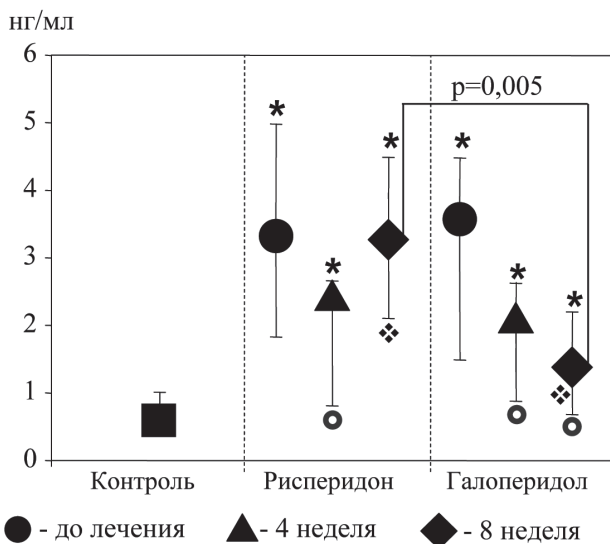 нг/мл
6
p=0,005
5
4
3
2
1
0
Контроль Рисперидон Галоперидол
- до лечения - 4 неделя - 8 неделя